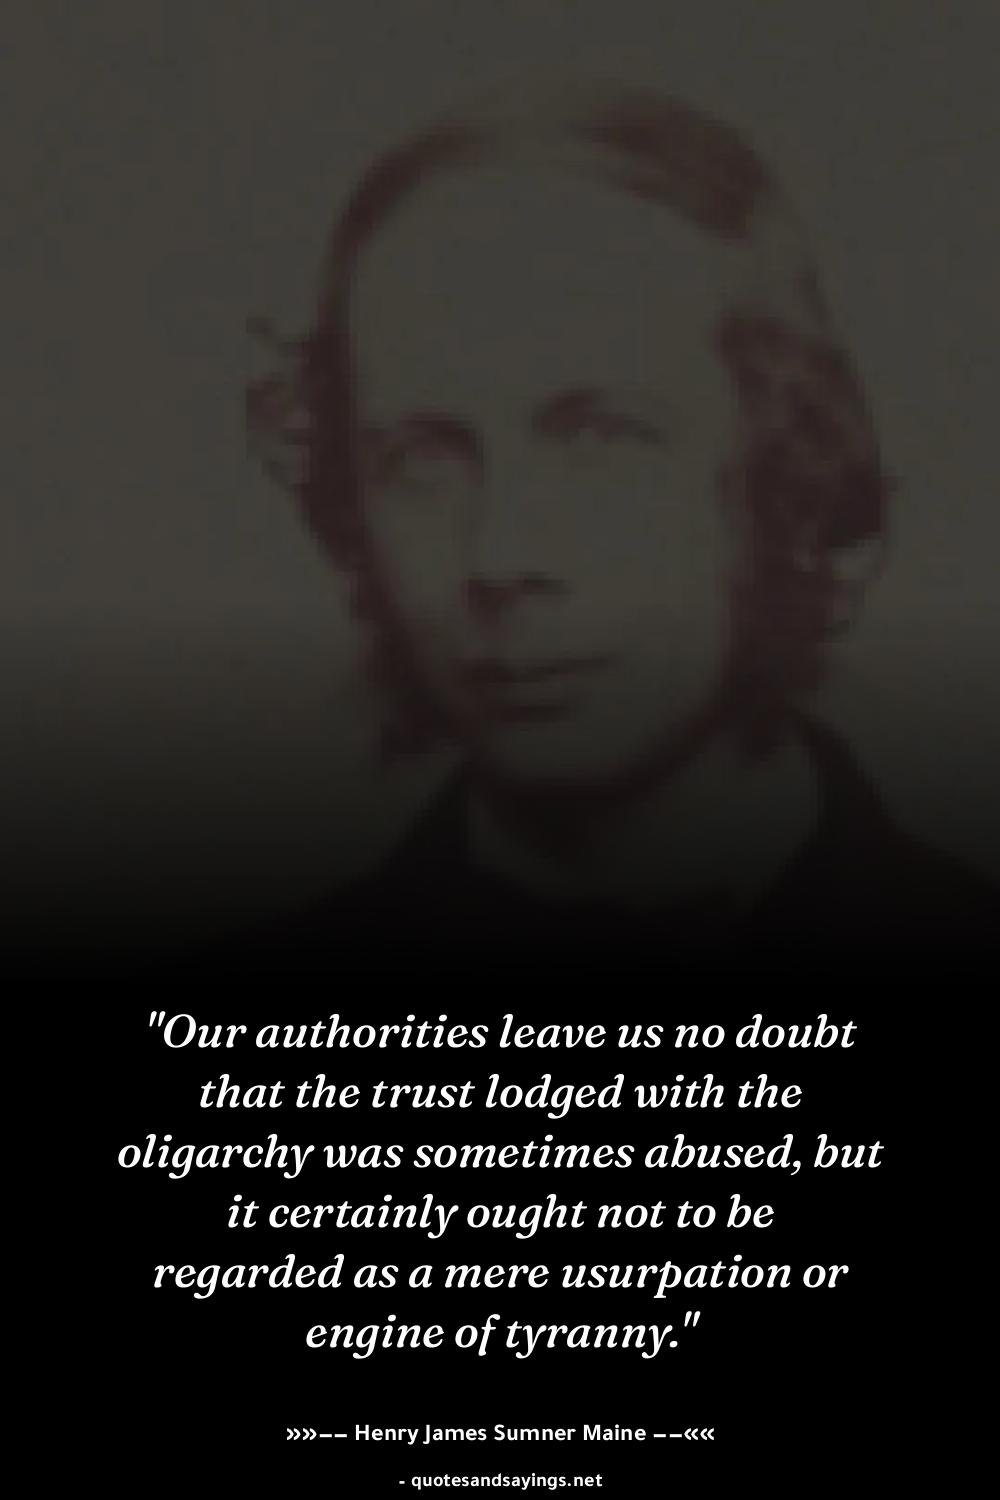 "Our authorities leave us no doubt
that the trust lodged with the
oligarchy was sometimes abused, but
it certainly ought not to be
regarded as a mere usurpation or
engine of tyranny."
»»–– Henry James Sumner Maine ––««
- quotesandsayings.net